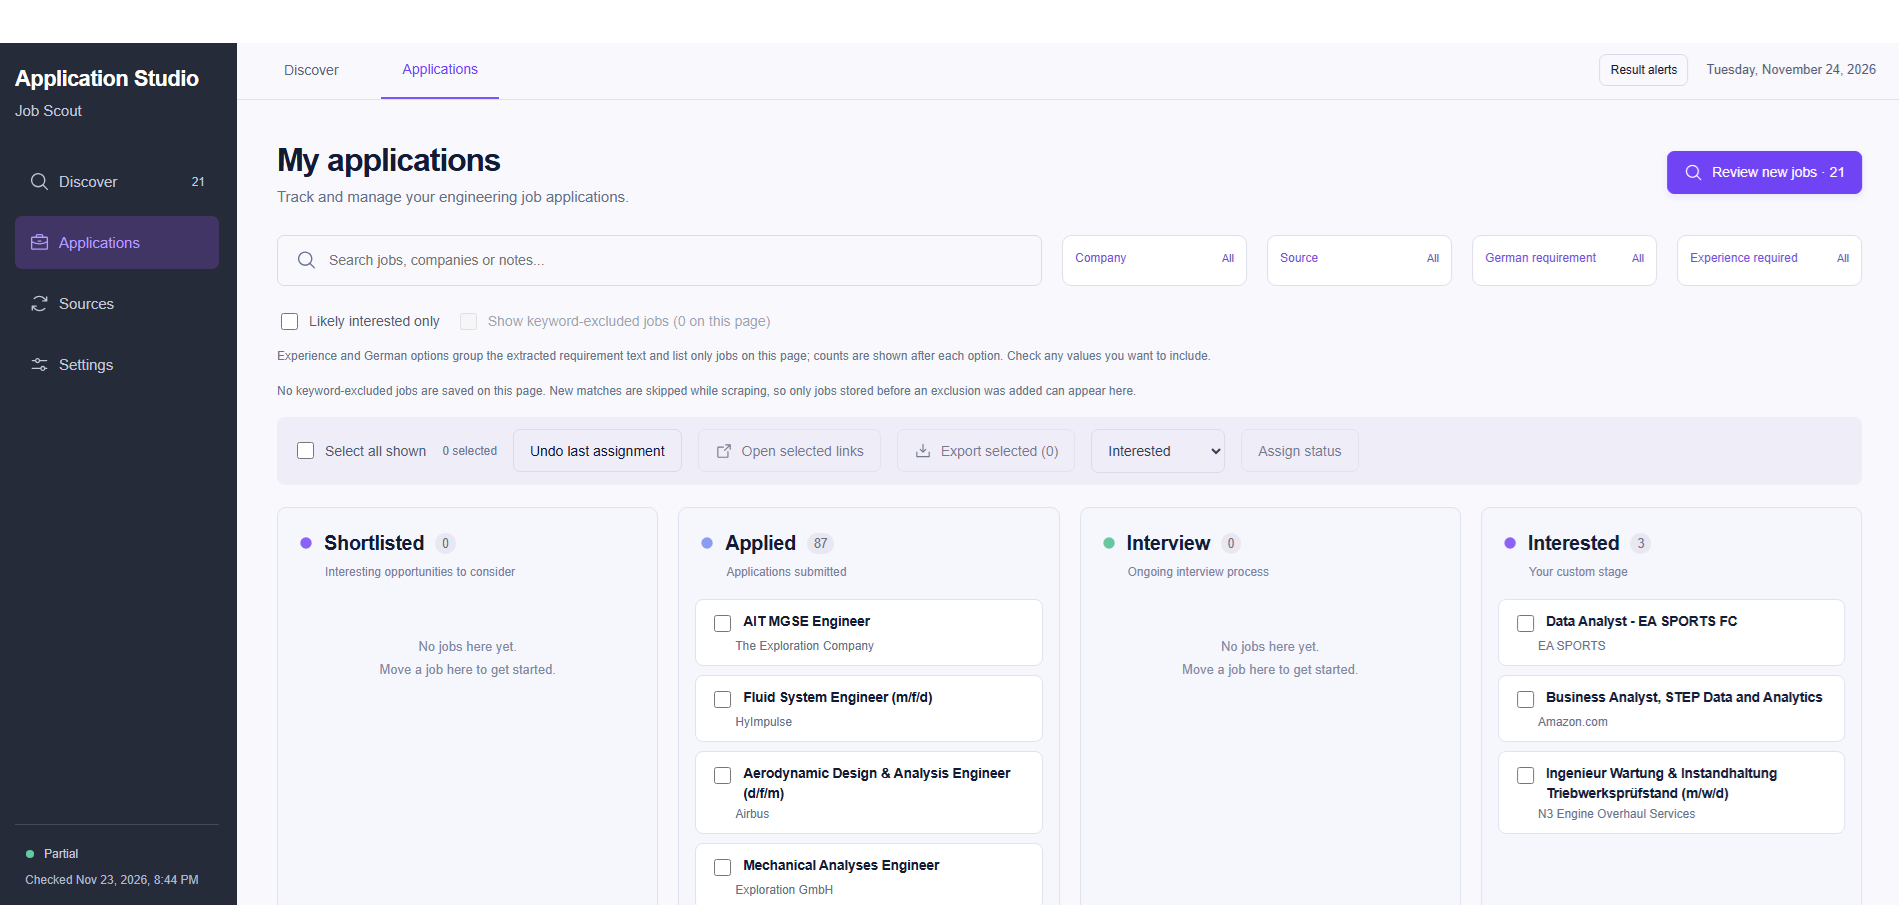 Application Studio
Job Scout
Discover 21
Applications
Sources
Settings
Partial
Checked Nov 23, 2026, 8:44 PM
Discover Applications Result alerts Tuesday, November 24, 2026
My applications
Track and manage your engineering job applications.
Review new jobs · 21
Search jobs, companies or notes...
Company All
Source All
German requirement All
Experience required All
Likely interested only
Show keyword-excluded jobs (0 on this page)
Experience and German options group the extracted requirement text and list only jobs on this page; counts are shown after each option. Check any values you want to include.
No keyword-excluded jobs are saved on this page. New matches are skipped while scraping, so only jobs stored before an exclusion was added can appear here.
Select all shown 0 selected Undo last assignment Open selected links Export selected (0) Interested Assign status
Shortlisted 0
Interesting opportunities to consider
No jobs here yet.
Move a job here to get started.
Applied 87
Applications submitted
AIT MGSE Engineer
The Exploration Company
Fluid System Engineer (m/f/d)
HyImpulse
Aerodynamic Design & Analysis Engineer
(d/f/m)
Airbus
Mechanical Analyses Engineer
Exploration GmbH
Interview 0
Ongoing interview process
No jobs here yet.
Move a job here to get started.
Interested 3
Your custom stage
Data Analyst - EA SPORTS FC
EA SPORTS
Business Analyst, STEP Data and Analytics
Amazon.com
Ingenieur Wartung & Instandhaltung
Triebwerksprüfstand (m/w/d)
N3 Engine Overhaul Services